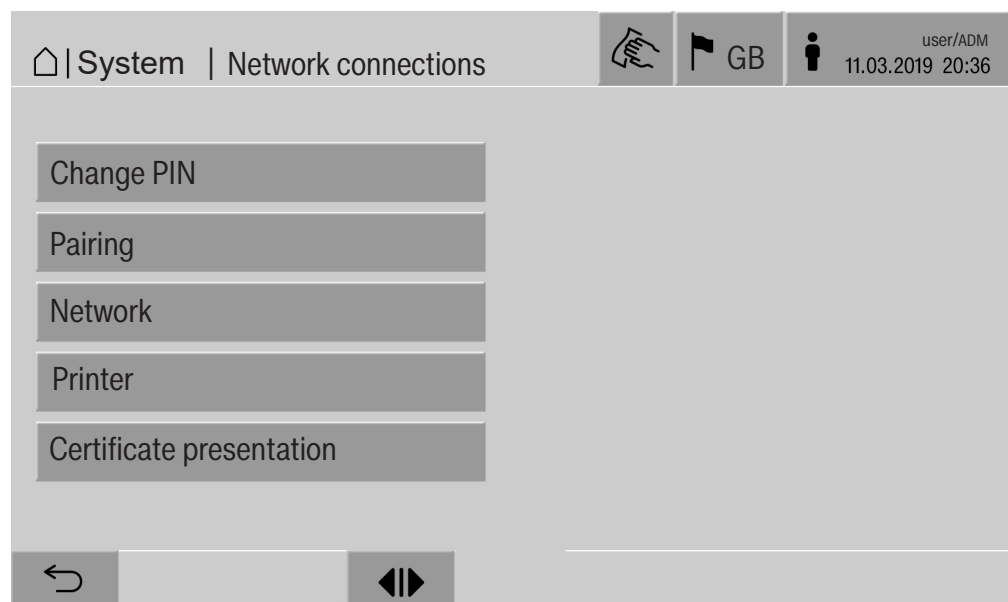 | System | Network connections
GB
user/ADM
11.03.2019 20:36
Change PIN
Pairing
Network
Printer
Certificate presentation